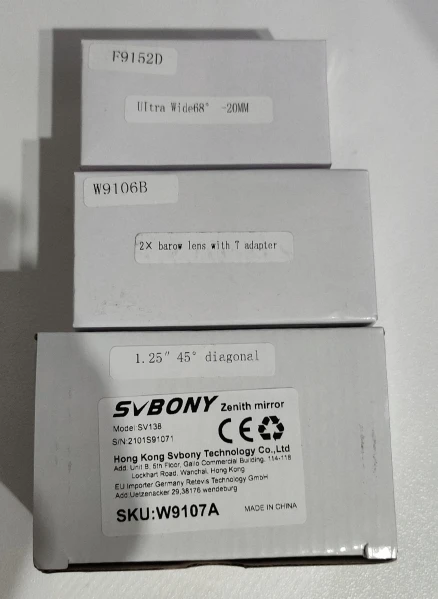 F9152D
Ultra Wide68° -20MM
W9106B
2X barow lens with T adapter
1.25" 45° diagonal
SVBONY Zenith mirror
Model: SV138
S/N:2101S91071
Hong Kong Svbony Technology Co.,Ltd
Add. Unit B, 5th Floor, Gallo Commercial Building, 114-118
Lockhart Road, Wanchai, Hong Kong
EU Importer Germany Retevis Technology GmbH
Add:Uetzenacker 29,38176 wendeburg
SKU:W9107A
MADE IN CHINA